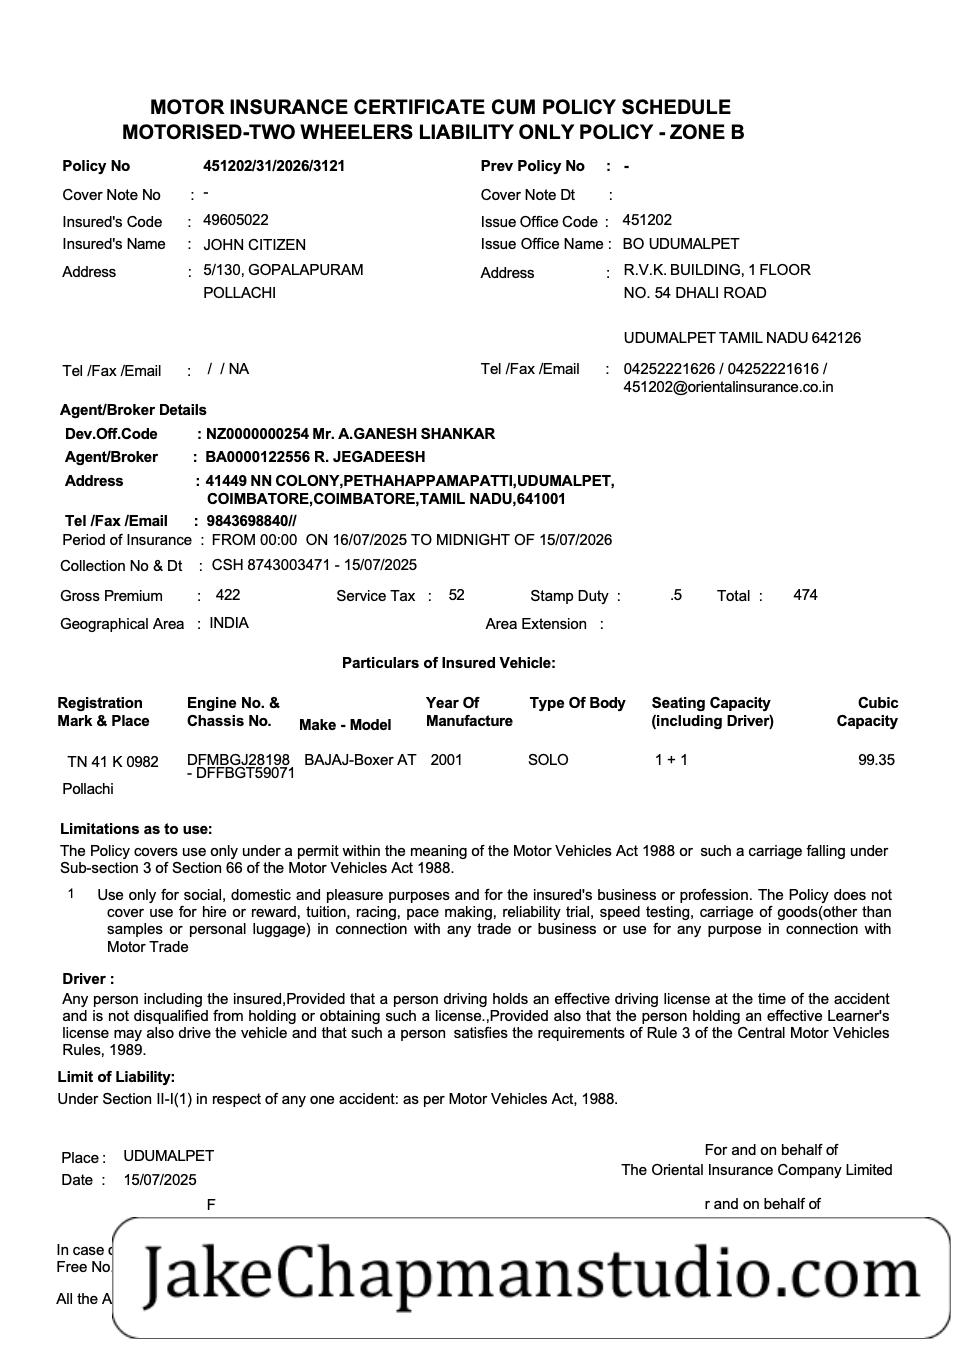 MOTOR INSURANCE CERTIFICATE CUM POLICY SCHEDULE
MOTORISED-TWO WHEELERS LIABILITY ONLY POLICY - ZONE B
Policy No 451202/31/2026/3121 Prev Policy No : -
Cover Note No : - Cover Note Dt :
Insured's Code : 49605022 Issue Office Code : 451202
Insured's Name : JOHN CITIZEN Issue Office Name : BO UDUMALPET
Address : 5/130, GOPALAPURAM Address : R.V.K. BUILDING, 1 FLOOR
POLLACHI NO. 54 DHALI ROAD
UDUMALPET TAMIL NADU 642126
Tel /Fax /Email : / / NA Tel /Fax /Email : 04252221626 / 04252221616 /
451202@orientalinsurance.co.in
Agent/Broker Details
Dev.Off.Code : NZ0000000254 Mr. A.GANESH SHANKAR
Agent/Broker : BA0000122556 R. JEGADEESH
Address : 41449 NN COLONY,PETHAHAPPAMAPATTI,UDUMALPET,
COIMBATORE,COIMBATORE,TAMIL NADU,641001
Tel /Fax /Email : 9843698840//
Period of Insurance : FROM 00:00 ON 16/07/2025 TO MIDNIGHT OF 15/07/2026
Collection No & Dt : CSH 8743003471 - 15/07/2025
Gross Premium : 422 Service Tax : 52 Stamp Duty : .5 Total : 474
Geographical Area : INDIA Area Extension :
Particulars of Insured Vehicle:
Registration Engine No. & Year Of Type Of Body Seating Capacity Cubic
Mark & Place Chassis No. Make - Model Manufacture (including Driver) Capacity
TN 41 K 0982 DFMBGJ28198 BAJAJ-Boxer AT 2001 SOLO 1 + 1 99.35
- DFFBGT59071
Pollachi
Limitations as to use:
The Policy covers use only under a permit within the meaning of the Motor Vehicles Act 1988 or such a carriage falling under
Sub-section 3 of Section 66 of the Motor Vehicles Act 1988.
1 Use only for social, domestic and pleasure purposes and for the insured's business or profession. The Policy does not
cover use for hire or reward, tuition, racing, pace making, reliability trial, speed testing, carriage of goods(other than
samples or personal luggage) in connection with any trade or business or use for any purpose in connection with
Motor Trade
Driver :
Any person including the insured,Provided that a person driving holds an effective driving license at the time of the accident
and is not disqualified from holding or obtaining such a license.,Provided also that the person holding an effective Learner's
license may also drive the vehicle and that such a person satisfies the requirements of Rule 3 of the Central Motor Vehicles
Rules, 1989.
Limit of Liability:
Under Section II-I(1) in respect of any one accident: as per Motor Vehicles Act, 1988.
Place : UDUMALPET For and on behalf of
Date : 15/07/2025 The Oriental Insurance Company Limited
F r and on behalf of
In case
Free No
All the A
JakeChapmanstudio.com